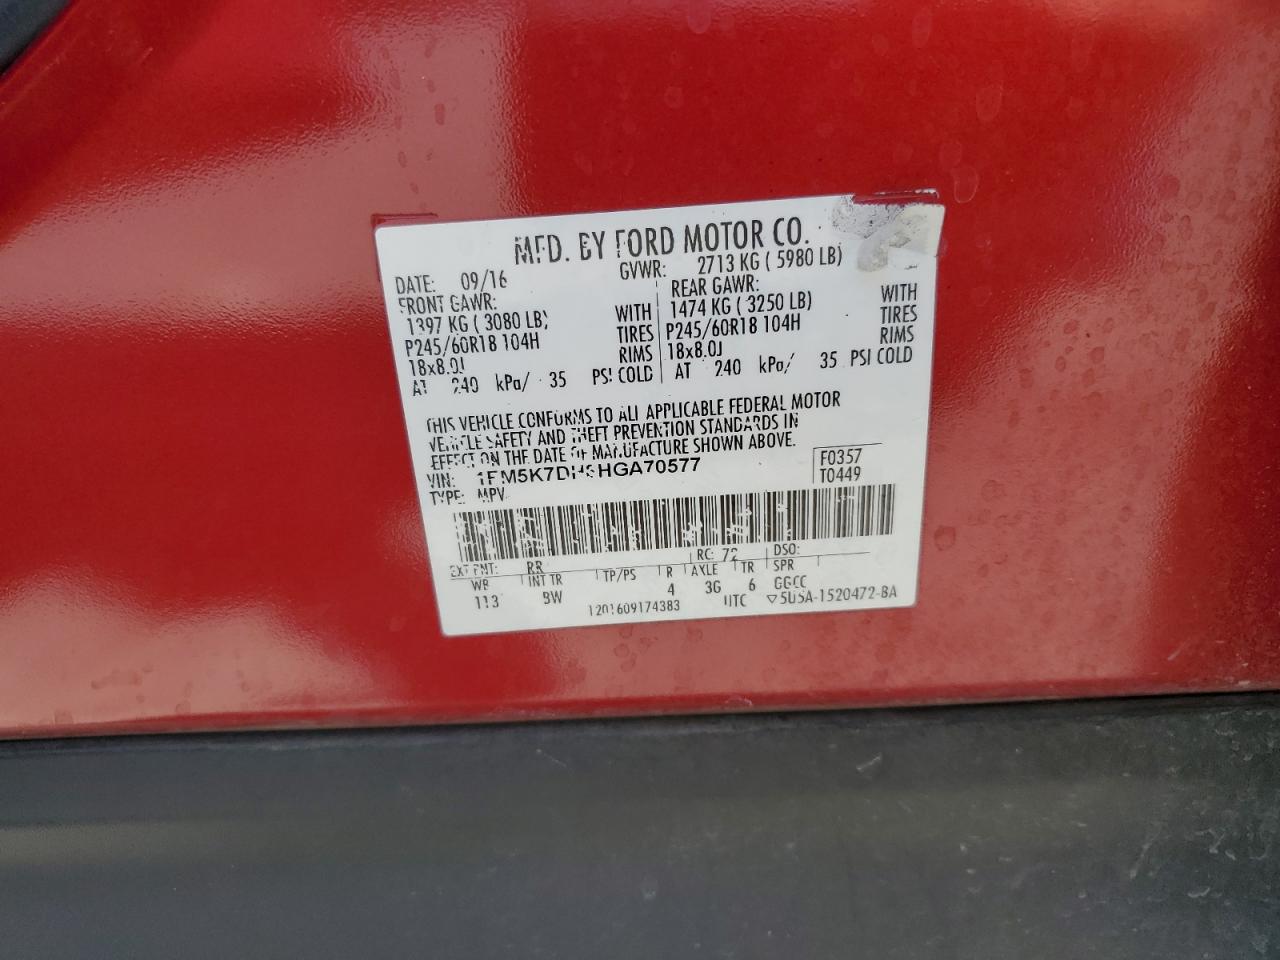 MFD. BY FORD MOTOR CO.
DATE: 09/16 GVWR: 2713 KG ( 5980 LB)
FRONT GAWR: REAR GAWR:
1397 KG ( 3080 LB) WITH 1474 KG ( 3250 LB) WITH
P245/60R18 104H TIRES P245/60R18 104H TIRES
18x8.0J RIMS 18x8.0J RIMS
AT 240 kPa/ 35 PSI COLD AT 240 kPa/ 35 PSI COLD
THIS VEHICLE CONFORMS TO ALL APPLICABLE FEDERAL MOTOR
VEHICLE SAFETY AND THEFT PREVENTION STANDARDS IN
EFFECT ON THE DATE OF MANUFACTURE SHOWN ABOVE.
VIN: F0357
TYPE: MPV T0449
EXT PNT: RR RC: 72 DSO:
WB INT TR TP/PS R AXLE TR SPR
113 BW 4 3G 6 GGCC
1201609174383 UTC ▽5U5A-1520472-BA